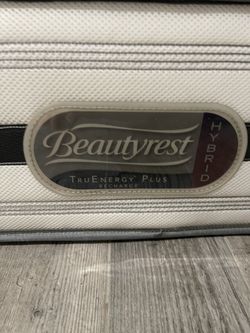 Beautyrest
TRUENERGY PLUS
RECHARGE
HYBRID